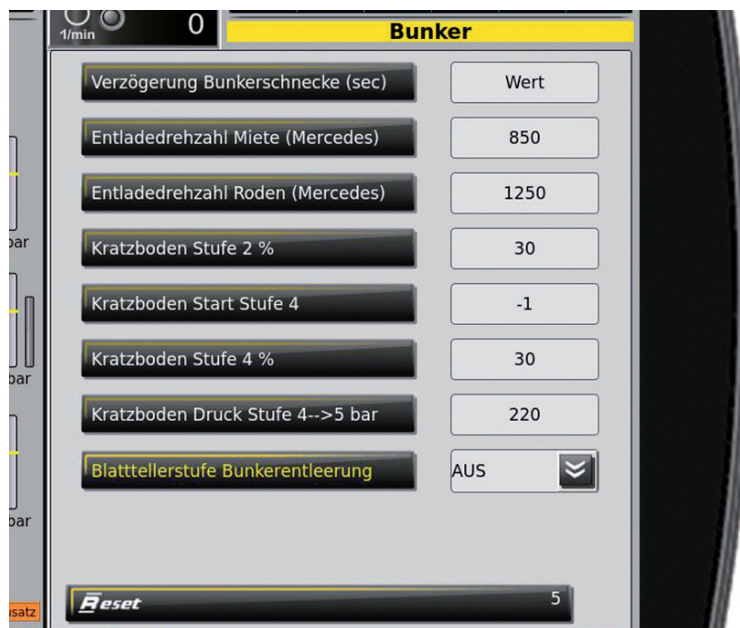 1/min 0
Bunker
Verzögerung Bunkerschnecke (sec) Wert
Entladedrehzahl Miete (Mercedes) 850
Entladedrehzahl Roden (Mercedes) 1250
bar
Kratzboden Stufe 2 % 30
Kratzboden Start Stufe 4 -1
Kratzboden Stufe 4 % 30
bar
Kratzboden Druck Stufe 4-->5 bar 220
Blatttellerstufe Bunkerentleerung AUS
bar
Reset 5